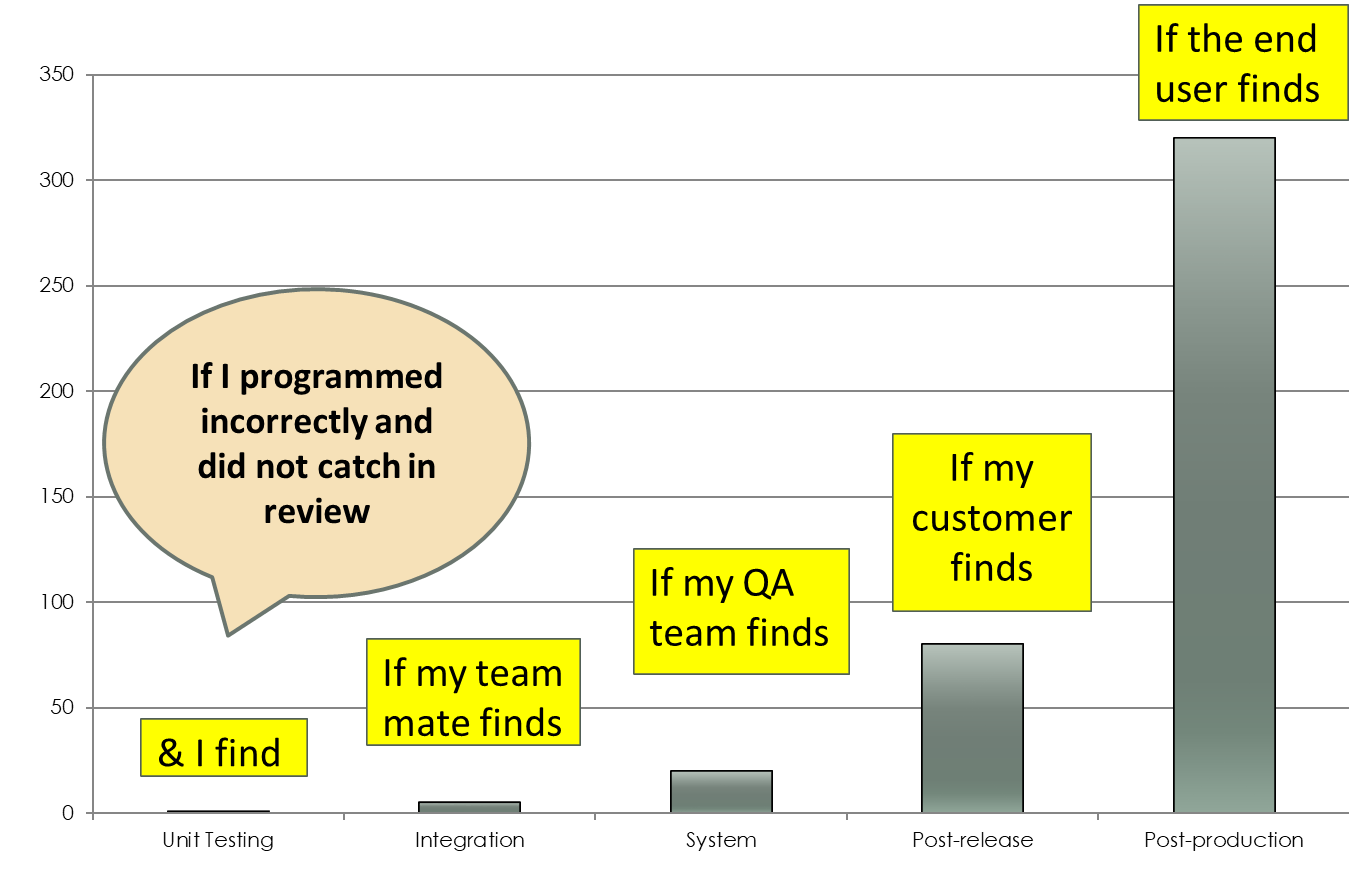 If the end
user finds
350
300
250
200
150
100
50
0
If I programmed
incorrectly and
did not catch in
review
& I find
If my team
mate finds
If my QA
team finds
If my
customer
finds
Unit Testing
Integration
System
Post-release
Post-production